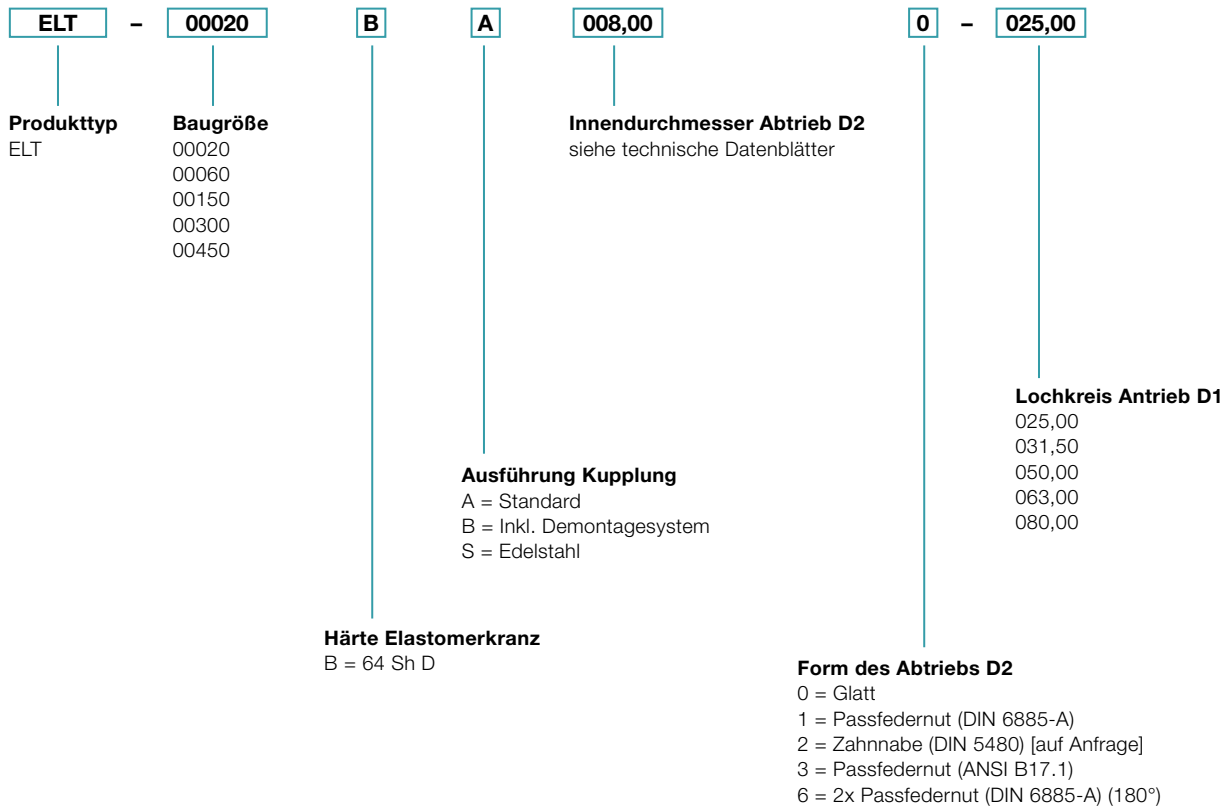 ELT – 00020 B A 008,00 0 – 025,00
Produkttyp
ELT
Baugröße
00020
00060
00150
00300
00450
Innendurchmesser Abtrieb D2
siehe technische Datenblätter
Lochkreis Antrieb D1
025,00
031,50
050,00
063,00
080,00
Ausführung Kupplung
A = Standard
B = Inkl. Demontagesystem
S = Edelstahl
Härte Elastomerkranz
B = 64 Sh D
Form des Abtriebs D2
0 = Glatt
1 = Passfedernut (DIN 6885-A)
2 = Zahnnabe (DIN 5480) [auf Anfrage]
3 = Passfedernut (ANSI B17.1)
6 = 2x Passfedernut (DIN 6885-A) (180°)